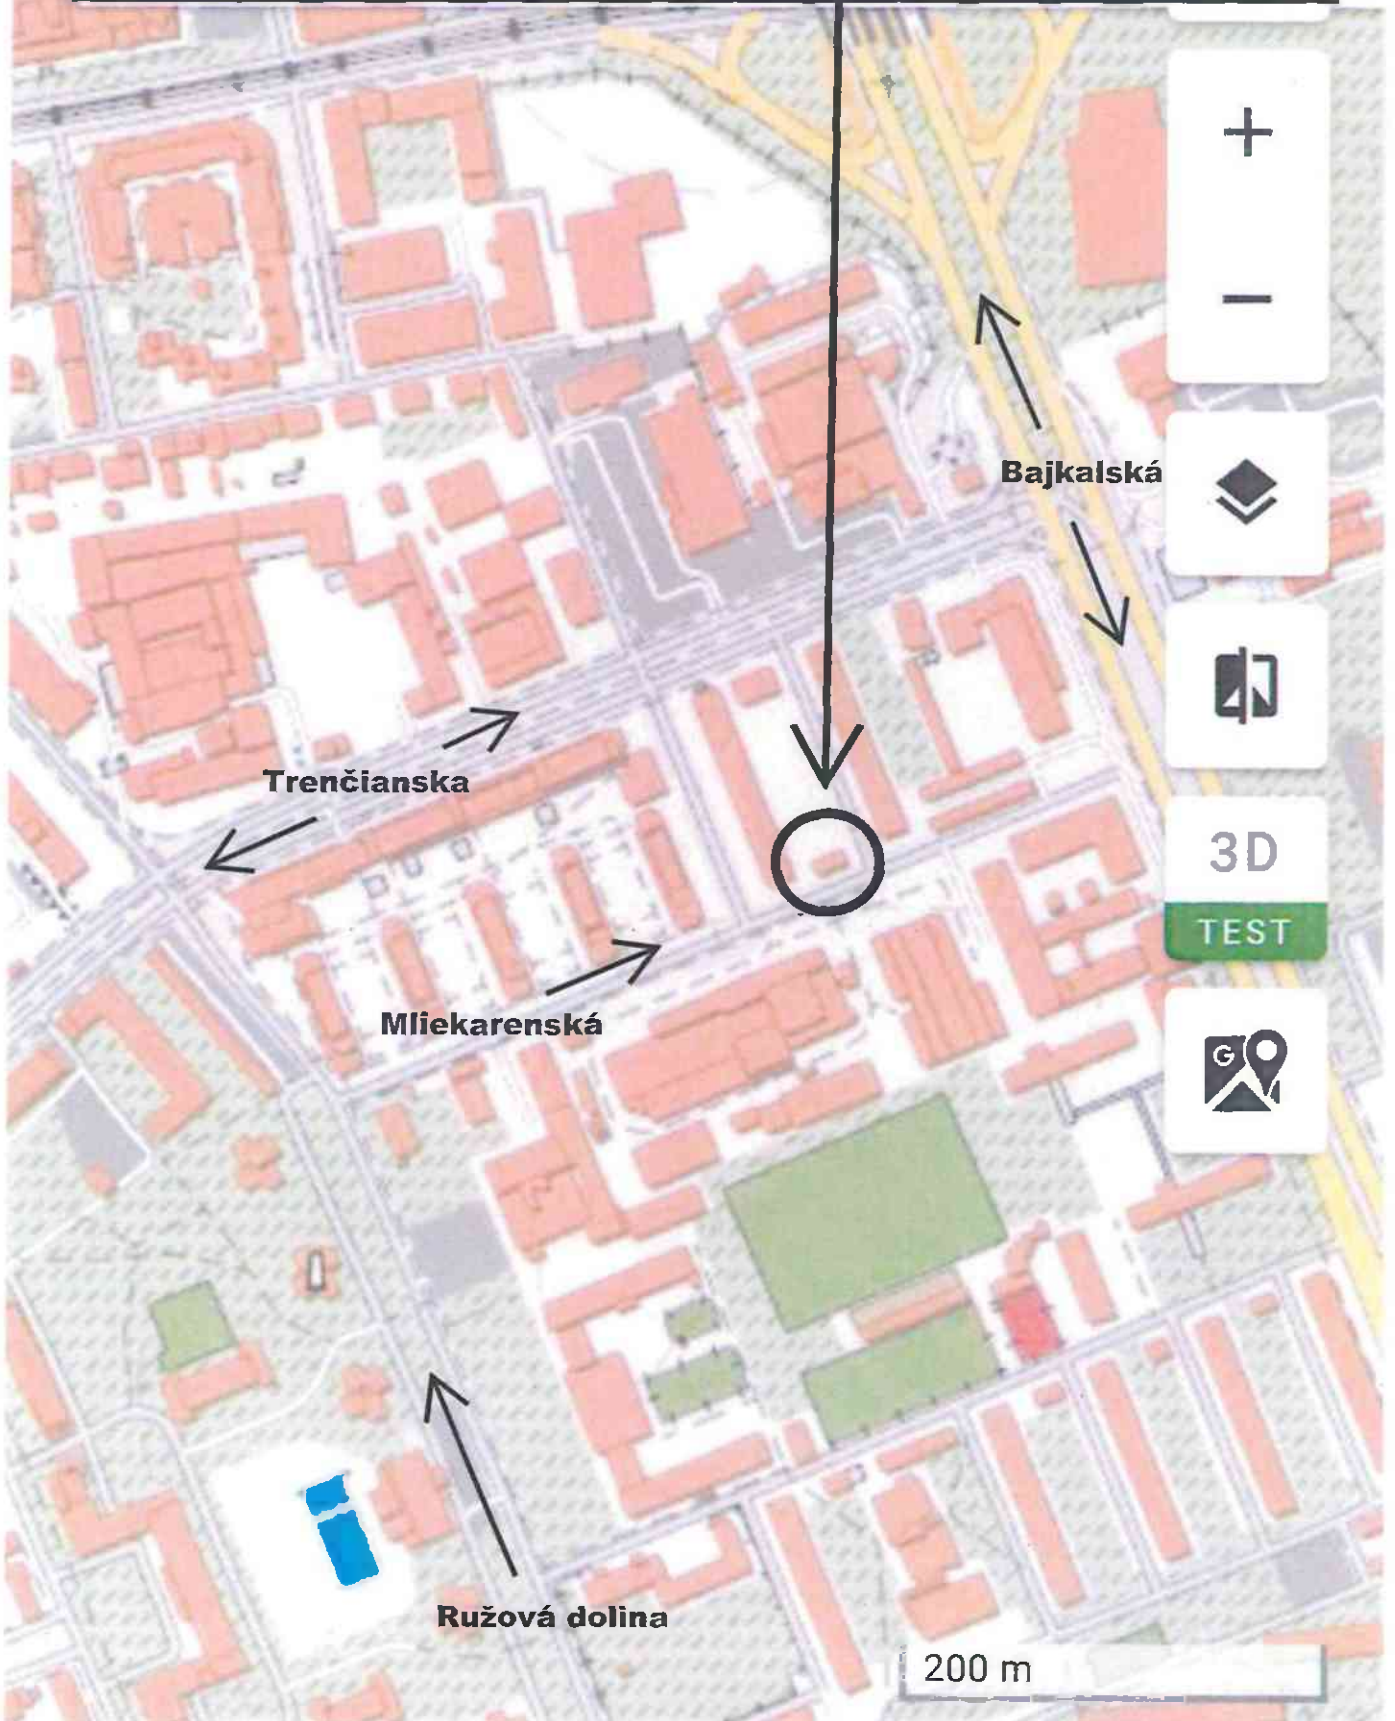 Bajkalská
Trenčianska
3D
TEST
Mliekarenská
G
Ružová dolina
200 m